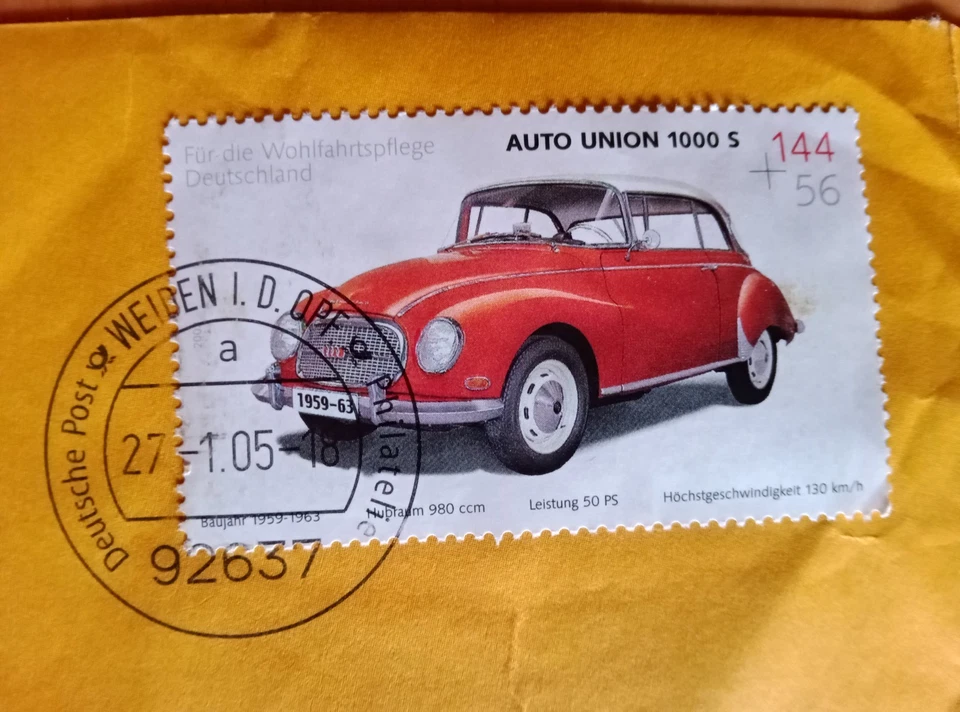 Für die Wohlfahrtspflege
Deutschland
AUTO UNION 1000 S
144
+
56
1959-63
Baujahr 1959-1963
Hubraum 980 ccm
Leistung 50 PS
Höchstgeschwindigkeit 130 km/h
Deutsche Post
WEIDEN I. D. OPF
Philatelie
a
27.-1.05-18
92637